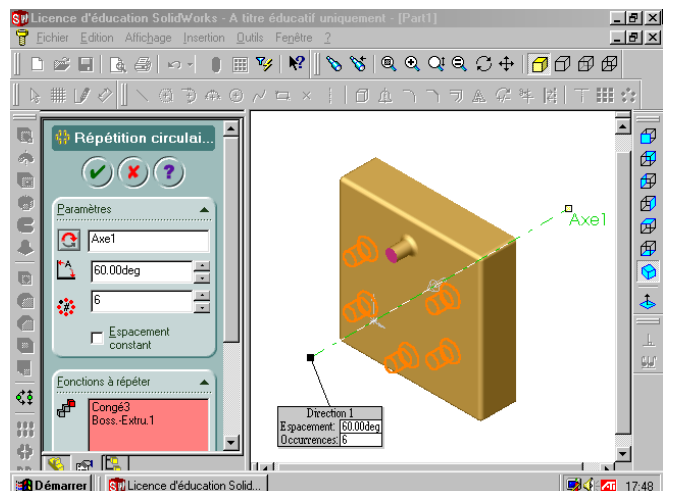 Licence d'éducation SolidWorks - A titre éducatif uniquement - [Part1]
Fichier Edition Affichage Insertion Outils Fenêtre ?
Répétition circulai...
Paramètres
Axe1
60.00deg
6
Espacement
constant
Fonctions à répéter
Congé3
Boss.-Extru.1
Axe1
Direction 1
Espacement: 60.00deg
Occurrences: 6
Démarrer
Licence d'éducation Solid...
17:48